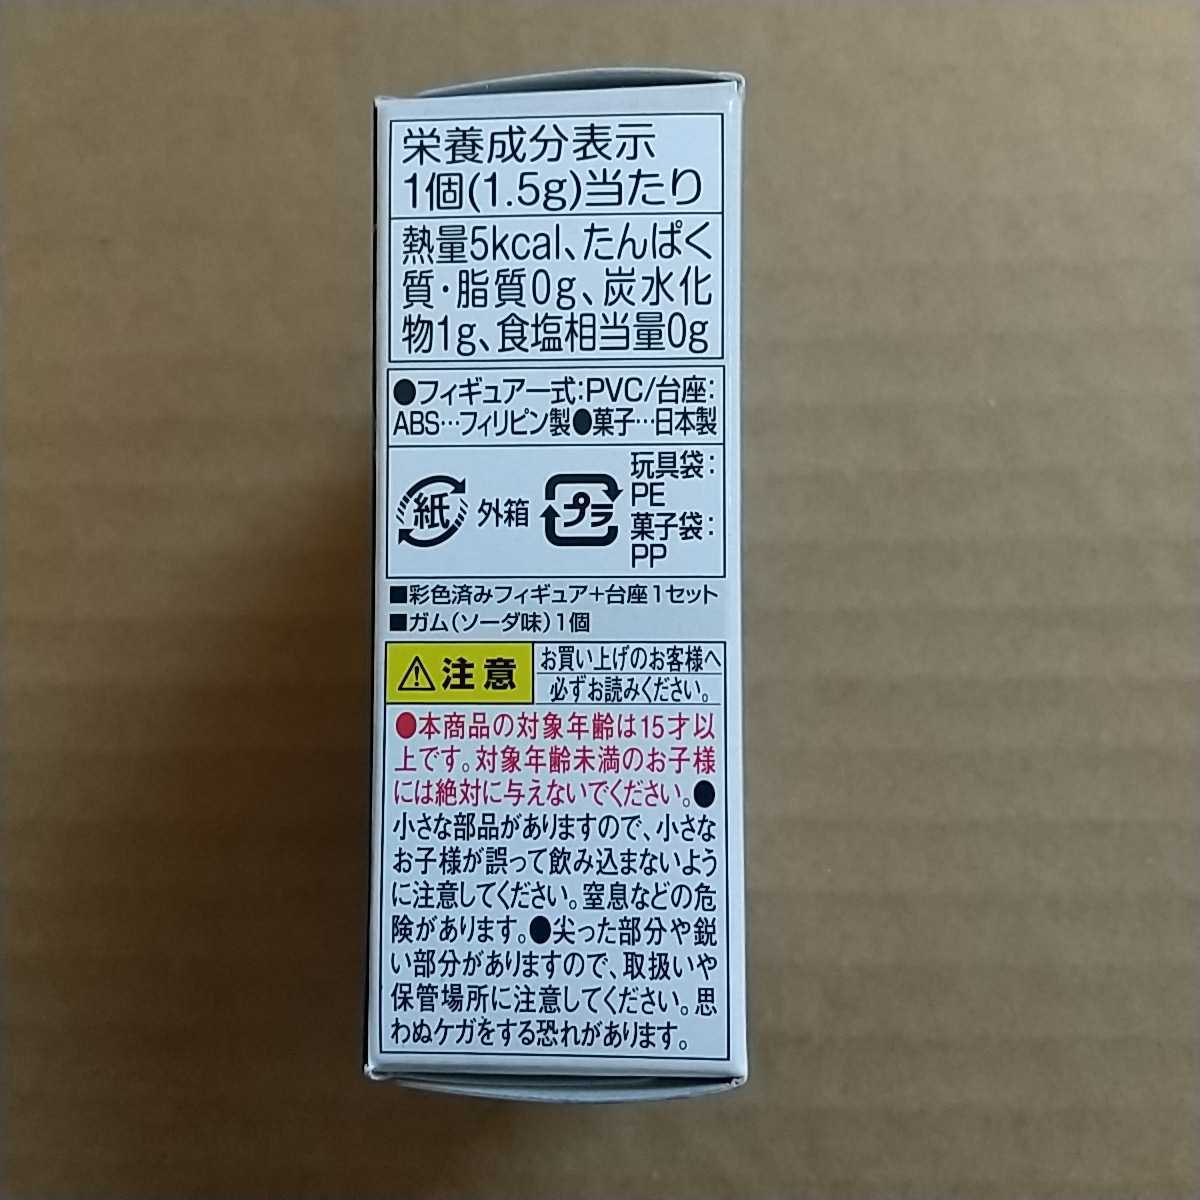 栄養成分表示
1個(1.5g)当たり
熱量5kcal、たんぱく
質・脂質0g、炭水化
物1g、食塩相当量0g
●フィギュア一式:PVC/台座:
ABS…フィリピン製●菓子…日本製
紙 外箱 プラ
玩具袋:
PE
菓子袋:
PP
■彩色済みフィギュア+台座1セット
■ガム(ソーダ味)1個
注意
お買い上げのお客様へ
必ずお読みください。
●本商品の対象年齢は15才以
上です。対象年齢未満のお子様
には絶対に与えないでください。●
小さな部品がありますので、小さな
お子様が誤って飲み込まないよう
に注意してください。窒息などの危
険があります。●尖った部分や鋭
い部分がありますので、取扱いや
保管場所に注意してください。思
わぬケガをする恐れがあります。